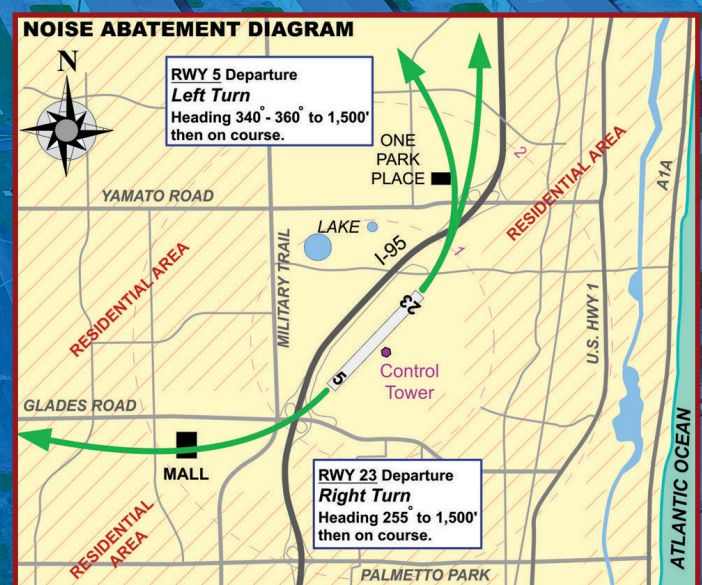 NOISE ABATEMENT DIAGRAM
N
RWY 5 Departure
Left Turn
Heading 340°- 360° to 1,500'
then on course.
ONE
PARK
PLACE
2
RESIDENTIAL AREA
A1A
YAMATO ROAD
LAKE
I-95
1
RESIDENTIAL AREA
MILITARY TRAIL
23
U.S. HWY 1
5
Control
Tower
GLADES ROAD
MALL
RWY 23 Departure
Right Turn
Heading 255° to 1,500'
then on course.
ATLANTIC OCEAN
RESIDENTIAL
AREA
PALMETTO PARK